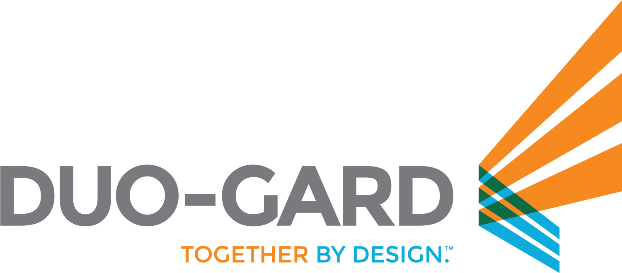 DUO-GARD
TOGETHER BY DESIGN.™